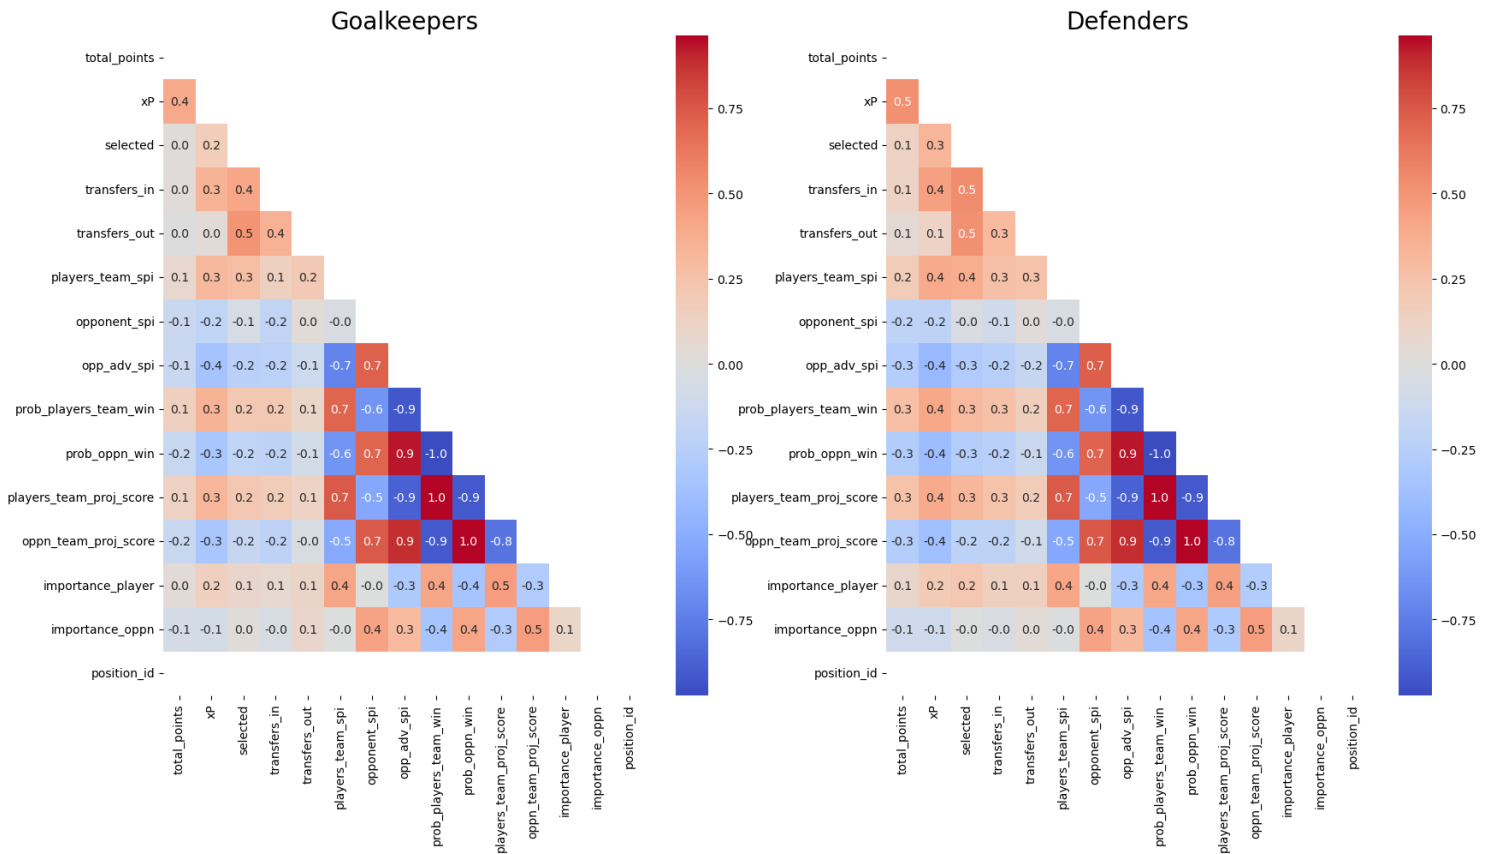 Goalkeepers
total_points
xP 0.4
selected 0.0 0.2
transfers_in 0.0 0.3 0.4
transfers_out 0.0 0.0 0.5 0.4
players_team_spi 0.1 0.3 0.3 0.1 0.2
opponent_spi -0.1 -0.2 -0.1 -0.2 0.0 -0.0
opp_adv_spi -0.1 -0.4 -0.2 -0.2 -0.1 -0.7 0.7
prob_players_team_win 0.1 0.3 0.2 0.2 0.1 0.7 -0.6 -0.9
prob_oppn_win -0.2 -0.3 -0.2 -0.2 -0.1 -0.6 0.7 0.9 -1.0
players_team_proj_score 0.1 0.3 0.2 0.2 0.1 0.7 -0.5 -0.9 1.0 -0.9
oppn_team_proj_score -0.2 -0.3 -0.2 -0.2 -0.0 -0.5 0.7 0.9 -0.9 1.0 -0.8
importance_player 0.0 0.2 0.1 0.1 0.1 0.4 -0.0 -0.3 0.4 -0.4 0.5 -0.3
importance_oppn -0.1 -0.1 0.0 -0.0 0.1 -0.0 0.4 0.3 -0.4 0.4 -0.3 0.5 0.1
position_id
total_points
xP
selected
transfers_in
transfers_out
players_team_spi
opponent_spi
opp_adv_spi
prob_players_team_win
prob_oppn_win
players_team_proj_score
oppn_team_proj_score
importance_player
importance_oppn
position_id
0.75
0.50
0.25
0.00
−0.25
−0.50
−0.75
Defenders
total_points
xP 0.5
selected 0.1 0.3
transfers_in 0.1 0.4 0.5
transfers_out 0.1 0.1 0.5 0.3
players_team_spi 0.2 0.4 0.4 0.3 0.3
opponent_spi -0.2 -0.2 -0.0 -0.1 0.0 -0.0
opp_adv_spi -0.3 -0.4 -0.3 -0.2 -0.2 -0.7 0.7
prob_players_team_win 0.3 0.4 0.3 0.3 0.2 0.7 -0.6 -0.9
prob_oppn_win -0.3 -0.4 -0.3 -0.2 -0.1 -0.6 0.7 0.9 -1.0
players_team_proj_score 0.3 0.4 0.3 0.3 0.2 0.7 -0.5 -0.9 1.0 -0.9
oppn_team_proj_score -0.3 -0.4 -0.2 -0.2 -0.1 -0.5 0.7 0.9 -0.9 1.0 -0.8
importance_player 0.1 0.2 0.2 0.1 0.1 0.4 -0.0 -0.3 0.4 -0.3 0.4 -0.3
importance_oppn -0.1 -0.1 -0.0 -0.0 0.0 -0.0 0.4 0.3 -0.4 0.4 -0.3 0.5 0.1
position_id
total_points
xP
selected
transfers_in
transfers_out
players_team_spi
opponent_spi
opp_adv_spi
prob_players_team_win
prob_oppn_win
players_team_proj_score
oppn_team_proj_score
importance_player
importance_oppn
position_id
0.75
0.50
0.25
0.00
−0.25
−0.50
−0.75